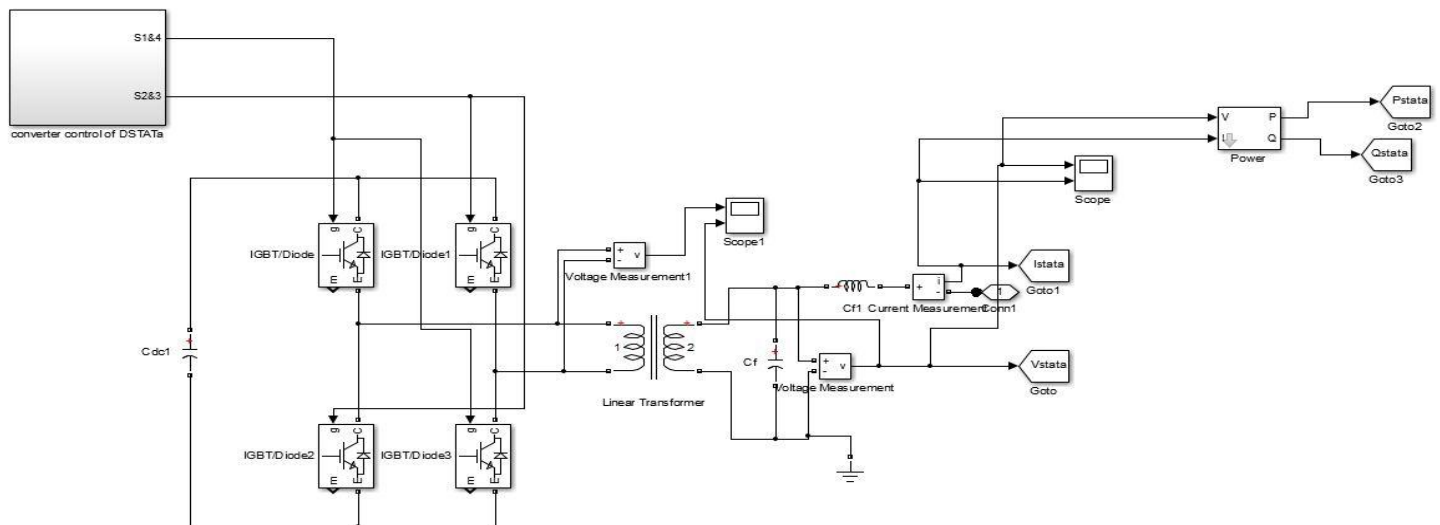 S1&4
S2&3
converter control of DSTATa
Pstata
Goto2
V
P
I
Q
Power
Qstata
Goto3
Scope
g
C
m
E
IGBT/Diode
g
C
m
E
IGBT/Diode1
+
-
v
Voltage Measurement1
Scope1
Istata
Goto1
+
i
-
Cf1
Current Measurement
1
Conn1
Cdc1
+
1
+
2
+
Linear Transformer
+
Cf
+
-
v
Voltage Measurement
Vstata
Goto
g
C
m
E
IGBT/Diode2
g
C
m
E
IGBT/Diode3